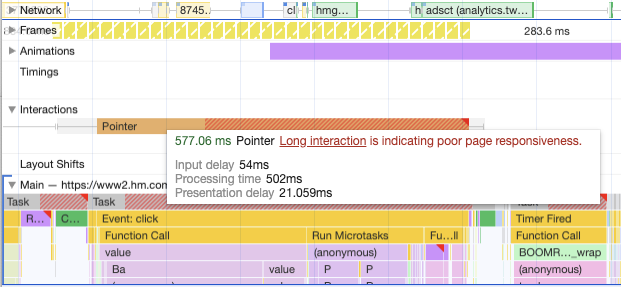 Network 8745... cl hmg... h adsct (analytics.tw...
Frames 283.6 ms
Animations
Timings
Interactions
Pointer
577.06 ms Pointer Long interaction is indicating poor page responsiveness.
Input delay 54ms
Processing time 502ms
Presentation delay 21.059ms
Layout Shifts
Main — https://www2.hm.com
Task Task
R... C... Event: click Timer Fired
Function Call Run Microtasks Fu...ll Function Call
value (anonymous) BOOMR..._wrap
Ba value P P (anonymous)